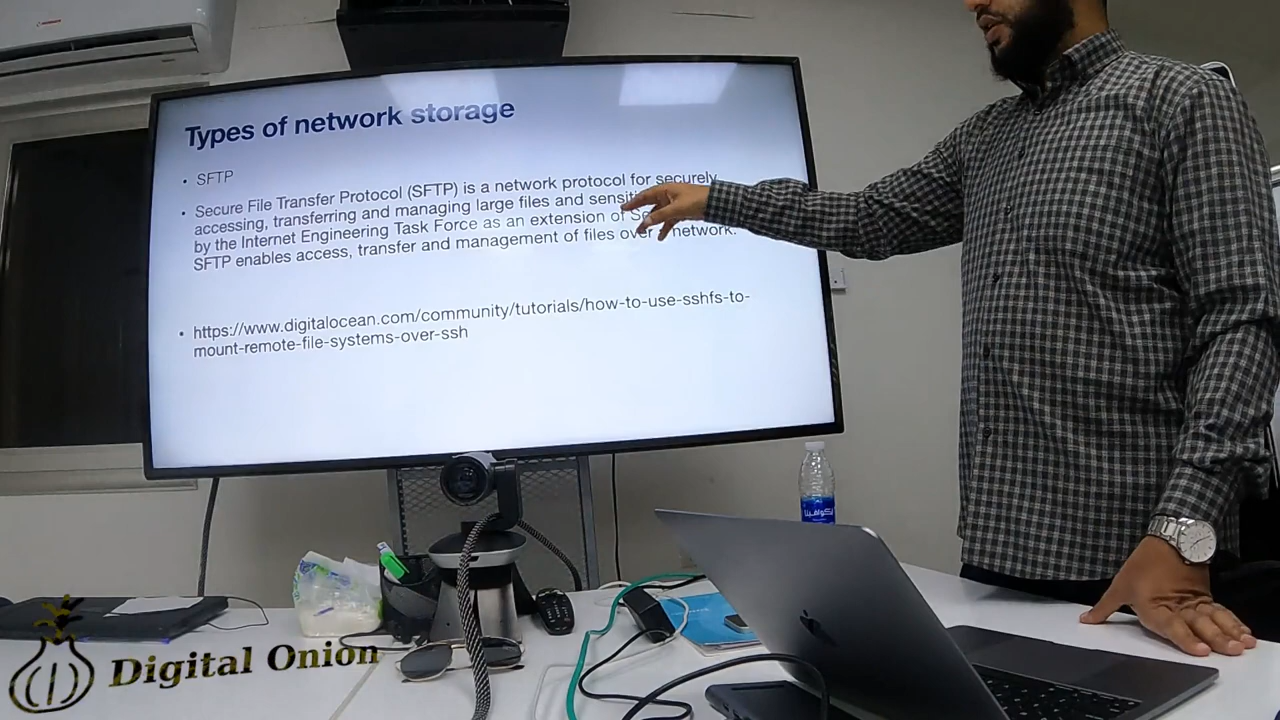 Types of network storage
• SFTP
• Secure File Transfer Protocol (SFTP) is a network protocol for securely
accessing, transferring and managing large files and
by the Internet Engineering Task Force as an extension of
SFTP enables access, transfer and management of files over a network.
• https://www.digitalocean.com/community/tutorials/how-to-use-sshfs-to-
mount-remote-file-systems-over-ssh
Digital Onion